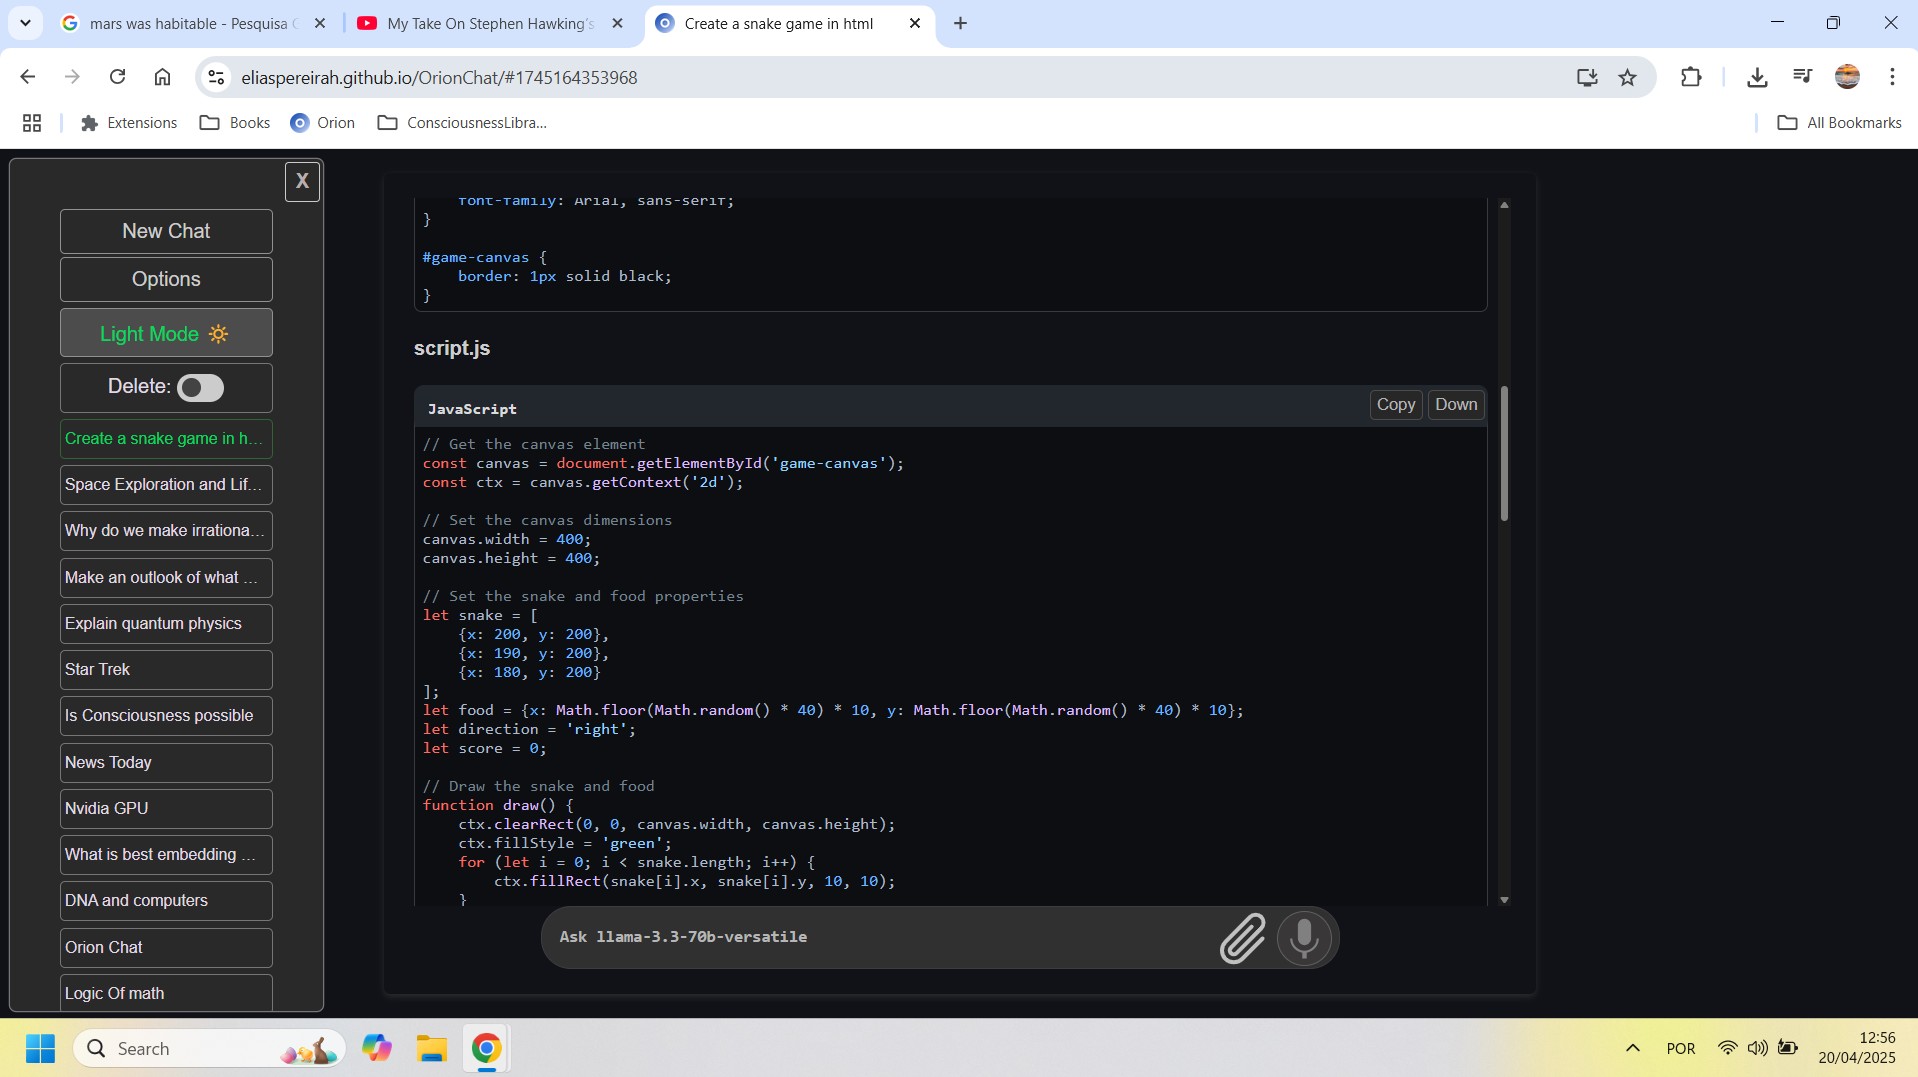 mars was habitable - Pesquisa
My Take On Stephen Hawking's
Create a snake game in html
eliaspereirah.github.io/OrionChat/#1745164353968
Extensions
Books
Orion
ConsciousnessLibra...
All Bookmarks
X
New Chat
Options
Light Mode
Delete:
Create a snake game in h...
Space Exploration and Lif...
Why do we make irrationa...
Make an outlook of what ...
Explain quantum physics
Star Trek
Is Consciousness possible
News Today
Nvidia GPU
What is best embedding ...
DNA and computers
Orion Chat
Logic Of math
    font-family: Arial, sans-serif;
}
#game-canvas {
    border: 1px solid black;
}
script.js
JavaScript
Copy
Down
// Get the canvas element
const canvas = document.getElementById('game-canvas');
const ctx = canvas.getContext('2d');
// Set the canvas dimensions
canvas.width = 400;
canvas.height = 400;
// Set the snake and food properties
let snake = [
    {x: 200, y: 200},
    {x: 190, y: 200},
    {x: 180, y: 200}
];
let food = {x: Math.floor(Math.random() * 40) * 10, y: Math.floor(Math.random() * 40) * 10};
let direction = 'right';
let score = 0;
// Draw the snake and food
function draw() {
    ctx.clearRect(0, 0, canvas.width, canvas.height);
    ctx.fillStyle = 'green';
    for (let i = 0; i < snake.length; i++) {
        ctx.fillRect(snake[i].x, snake[i].y, 10, 10);
    }
Ask llama-3.3-70b-versatile
Search
POR
12:56
20/04/2025